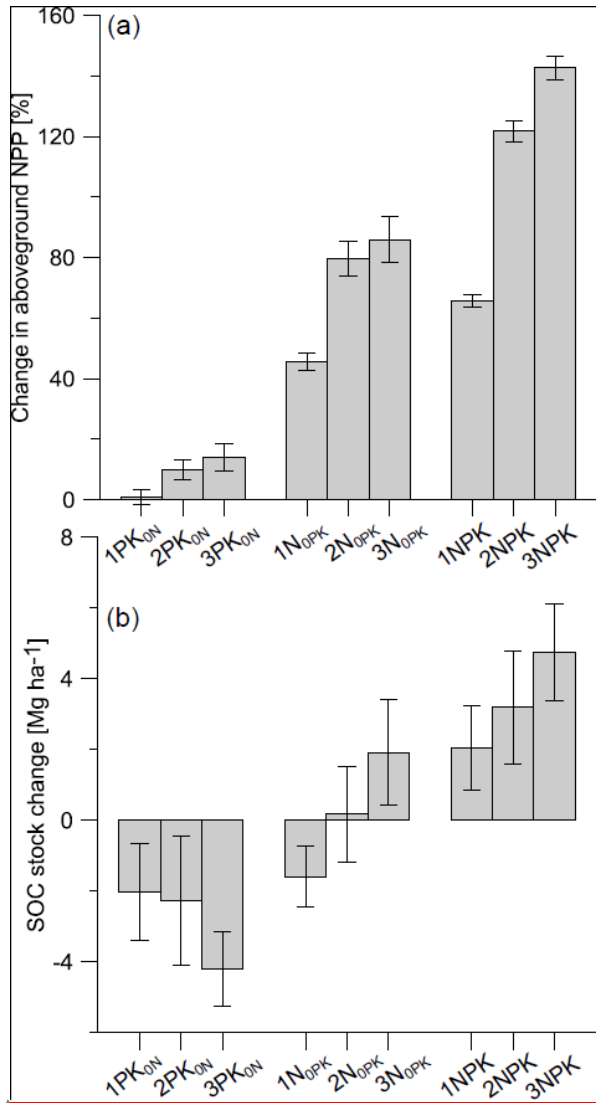 (a)
Change in aboveground NPP [%]
160
120
80
40
0
1PK₀N 2PK₀N 3PK₀N 1N₀PK 2N₀PK 3N₀PK 1NPK 2NPK 3NPK
(b)
SOC stock change [Mg ha⁻¹]
8
4
0
-4
1PK₀N 2PK₀N 3PK₀N 1N₀PK 2N₀PK 3N₀PK 1NPK 2NPK 3NPK